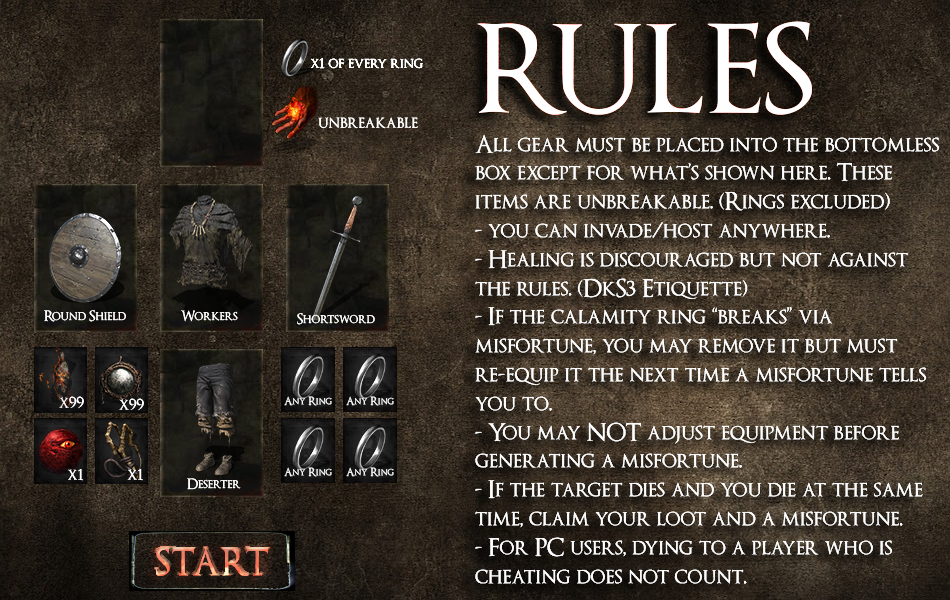 X1 OF EVERY RING
UNBREAKABLE
ROUND SHIELD
WORKERS
SHORTSWORD
X99
X99
ANY RING
ANY RING
X1
X1
ANY RING
ANY RING
DESERTER
START
RULES
ALL GEAR MUST BE PLACED INTO THE BOTTOMLESS
BOX EXCEPT FOR WHAT'S SHOWN HERE. THESE
ITEMS ARE UNBREAKABLE. (RINGS EXCLUDED)
- YOU CAN INVADE/HOST ANYWHERE.
- HEALING IS DISCOURAGED BUT NOT AGAINST
THE RULES. (DKS3 ETIQUETTE)
- IF THE CALAMITY RING "BREAKS" VIA
MISFORTUNE, YOU MAY REMOVE IT BUT MUST
RE-EQUIP IT THE NEXT TIME A MISFORTUNE TELLS
YOU TO.
- YOU MAY NOT ADJUST EQUIPMENT BEFORE
GENERATING A MISFORTUNE.
- IF THE TARGET DIES AND YOU DIE AT THE SAME
TIME, CLAIM YOUR LOOT AND A MISFORTUNE.
- FOR PC USERS, DYING TO A PLAYER WHO IS
CHEATING DOES NOT COUNT.